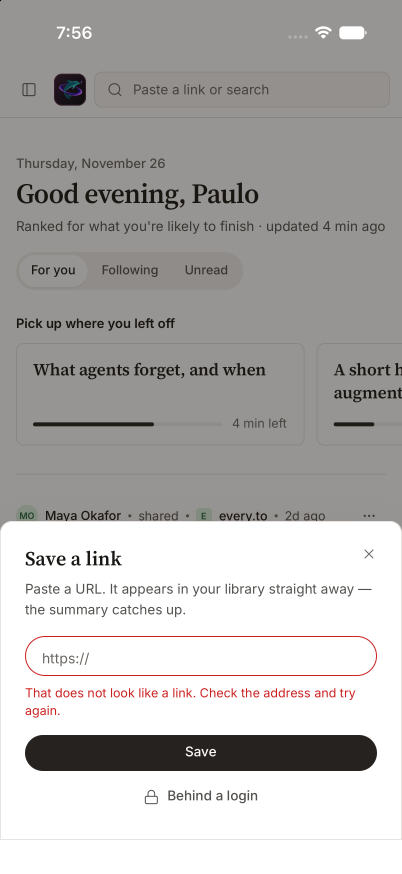 7:56
Paste a link or search
Thursday, November 26
Good evening, Paulo
Ranked for what you're likely to finish · updated 4 min ago
For you Following Unread
Pick up where you left off
What agents forget, and when
4 min left
A short h
augment
MO Maya Okafor • shared • E every.to • 2d ago ···
Save a link
Paste a URL. It appears in your library straight away —
the summary catches up.
https://
That does not look like a link. Check the address and try
again.
Save
Behind a login